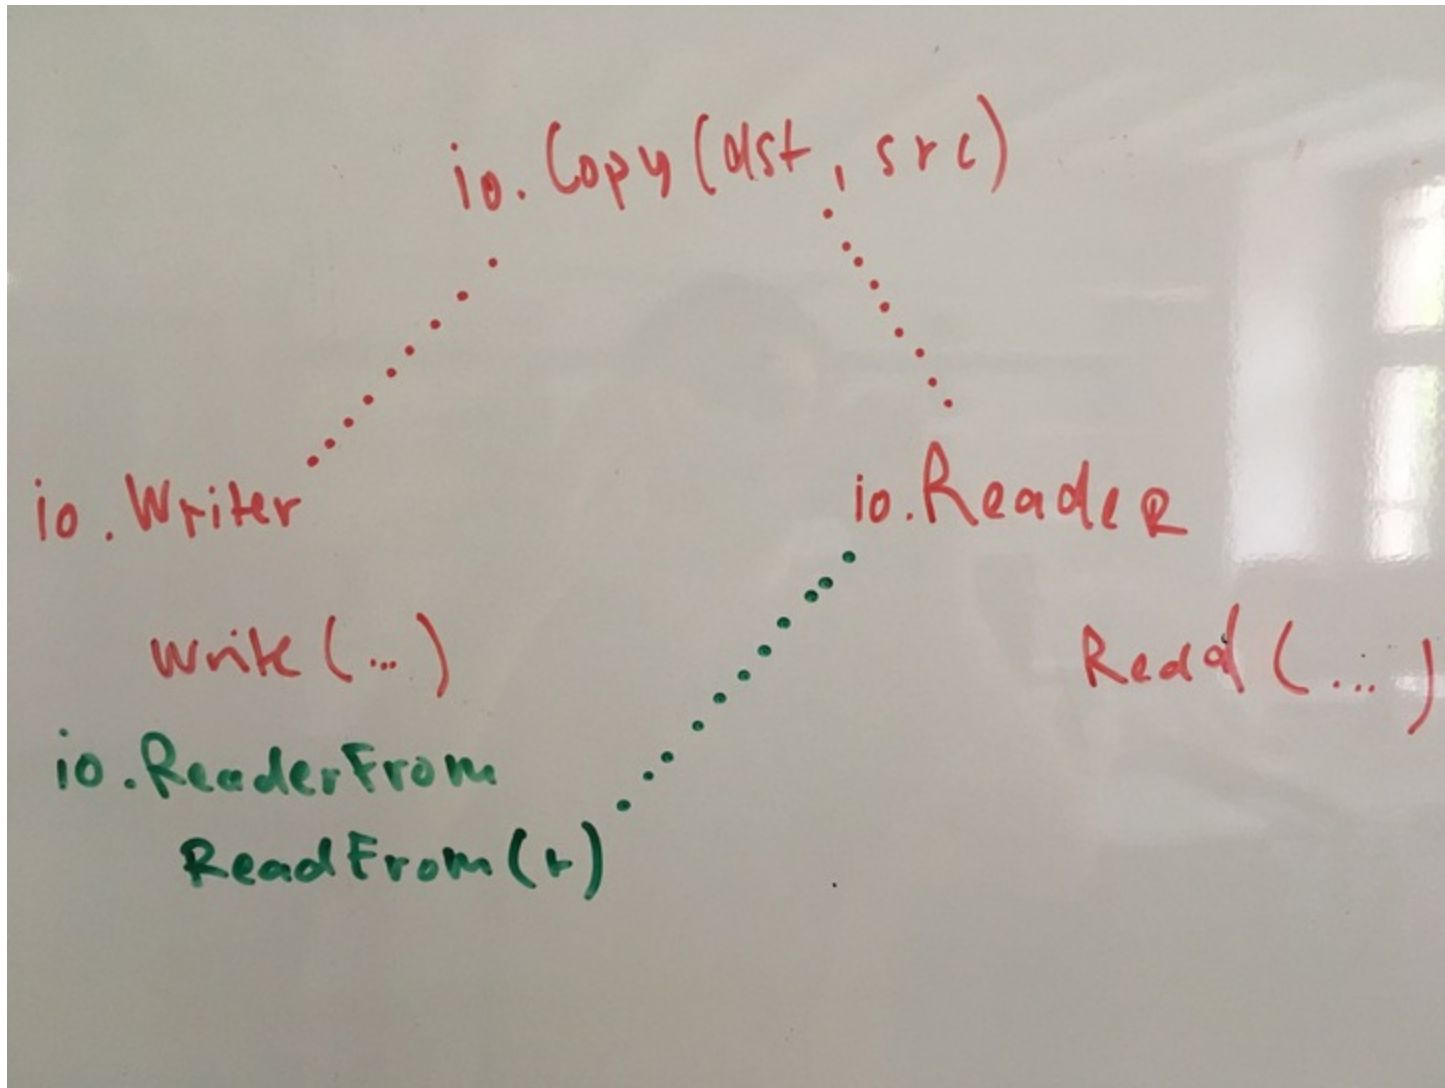 io.Copy(dst, src)
io.Writer
io.Reader
Write(...)
Read(...)
io.ReaderFrom
ReadFrom(r)